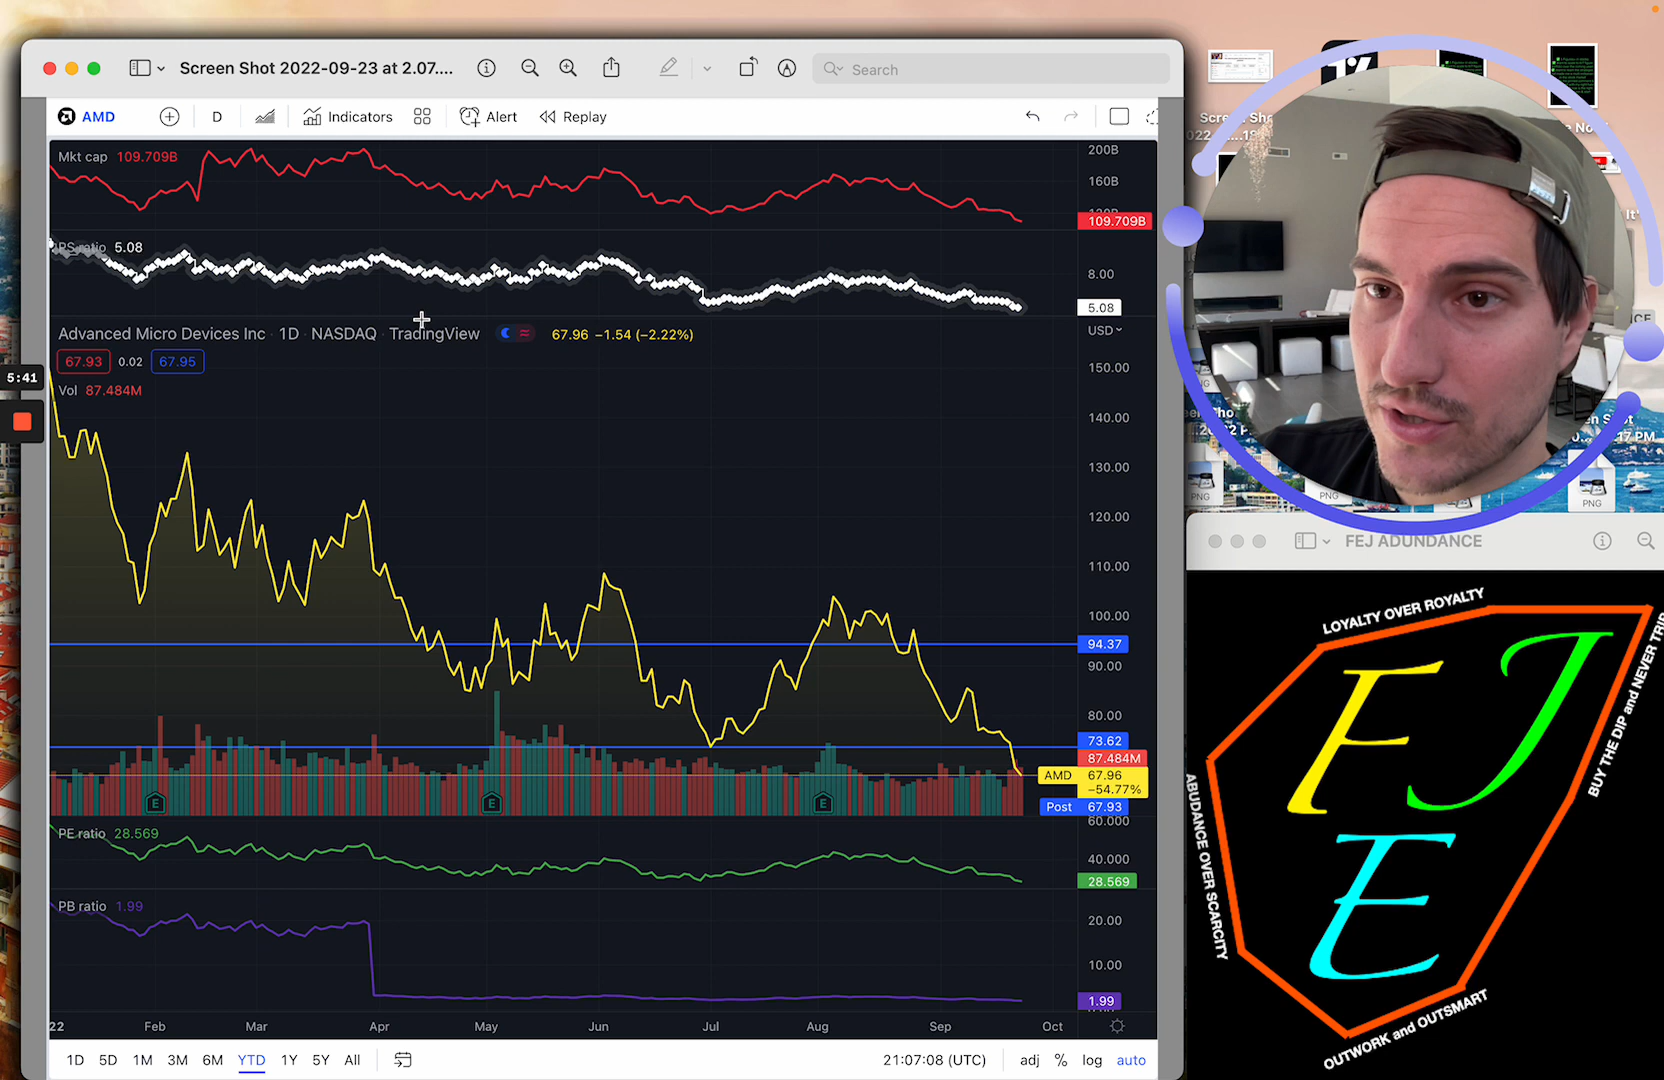 Screen Shot 2022-09-23 at 2.07....
Search
AMD
D
Indicators
Alert
Replay
Mkt cap 109.709B
200B
160B
109.709B
PS ratio 5.08
8.00
5.08
Advanced Micro Devices Inc · 1D · NASDAQ · TradingView
67.96 −1.54 (−2.22%)
USD
67.93 0.02 67.95
Vol 87.484M
150.00
140.00
130.00
120.00
110.00
100.00
94.37
90.00
80.00
73.62
87.484M
AMD 67.96
−54.77%
Post 67.93
E
E
E
60.000
PE ratio 28.569
40.000
28.569
PB ratio 1.99
20.00
10.00
1.99
22 Feb Mar Apr May Jun Jul Aug Sep Oct
1D 5D 1M 3M 6M YTD 1Y 5Y All
21:07:08 (UTC)
adj % log auto
5:41
PNG
PNG
PNG
FEJ ADUNDANCE
LOYALTY OVER ROYALTY
BUY THE DIP and NEVER TRIP
ABUDANCE OVER SCARCITY
OUTWORK and OUTSMART
F J
E